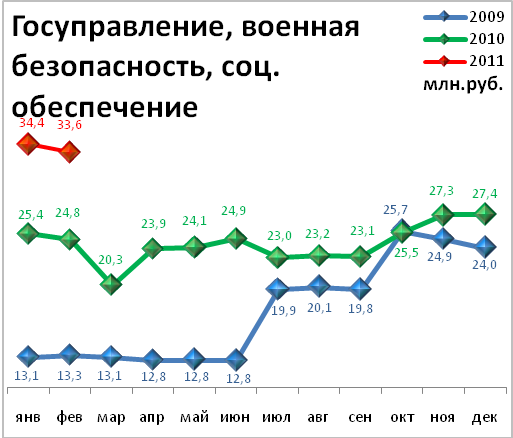 Госуправление, военная
безопасность, соц.
обеспечение
2009
2010
2011
млн.руб.
34,4 33,6
25,4 24,8 20,3 23,9 24,1 24,9 23,0 23,2 23,1 25,5 27,3 27,4
13,1 13,3 13,1 12,8 12,8 12,8 19,9 20,1 19,8 25,7 24,9 24,0
янв фев мар апр май июн июл авг сен окт ноя дек